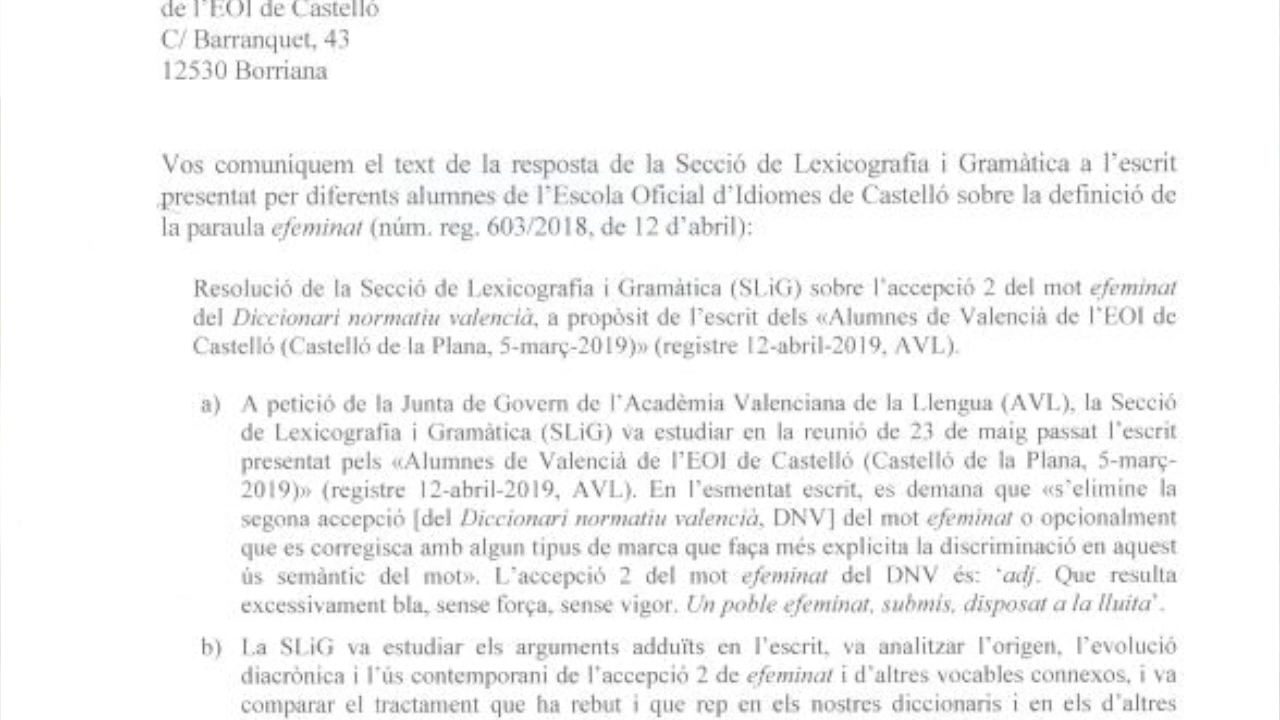 de l'EOI de Castelló
C/ Barranquet, 43
12530 Borriana
Vos comuniquem el text de la resposta de la Secció de Lexicografia i Gramàtica a l'escrit
presentat per diferents alumnes de l'Escola Oficial d'Idiomes de Castelló sobre la definició de
la paraula efeminat (núm. reg. 603/2018, de 12 d'abril):
Resolució de la Secció de Lexicografia i Gramàtica (SLiG) sobre l'accepció 2 del mot efeminat
del Diccionari normatiu valencià, a propòsit de l'escrit dels «Alumnes de Valencià de l'EOI de
Castelló (Castelló de la Plana, 5-març-2019)» (registre 12-abril-2019, AVL).
a) A petició de la Junta de Govern de l'Acadèmia Valenciana de la Llengua (AVL), la Secció
de Lexicografia i Gramàtica (SLiG) va estudiar en la reunió de 23 de maig passat l'escrit
presentat pels «Alumnes de Valencià de l'EOI de Castelló (Castelló de la Plana, 5-març-
2019)» (registre 12-abril-2019, AVL). En l'esmentat escrit, es demana que «s'elimine la
segona accepció [del Diccionari normatiu valencià, DNV] del mot efeminat o opcionalment
que es corregisca amb algun tipus de marca que faça més explícita la discriminació en aquest
ús semàntic del mot». L'accepció 2 del mot efeminat del DNV és: 'adj. Que resulta
excessivament bla, sense força, sense vigor. Un poble efeminat, submís, disposat a la lluita'.
b) La SLiG va estudiar els arguments adduïts en l'escrit, va analitzar l'origen, l'evolució
diacrònica i l'ús contemporani de l'accepció 2 de efeminat i d'altres vocables connexos, i va
comparar el tractament que ha rebut i que rep en els nostres diccionaris i en els d'altres